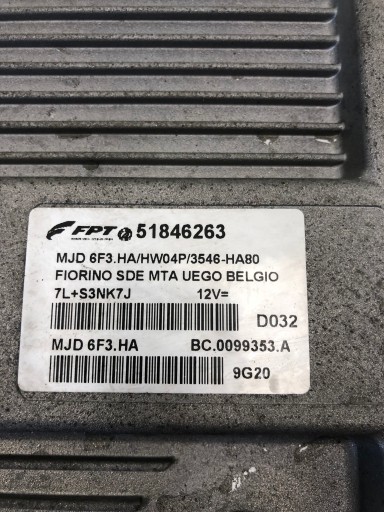 FPT 51846263
MJD 6F3.HA/HW04P/3546-HA80
FIORINO SDE MTA UEGO BELGIO
7L+S3NK7J 12V=
D032
MJD 6F3.HA BC.0099353.A
9G20